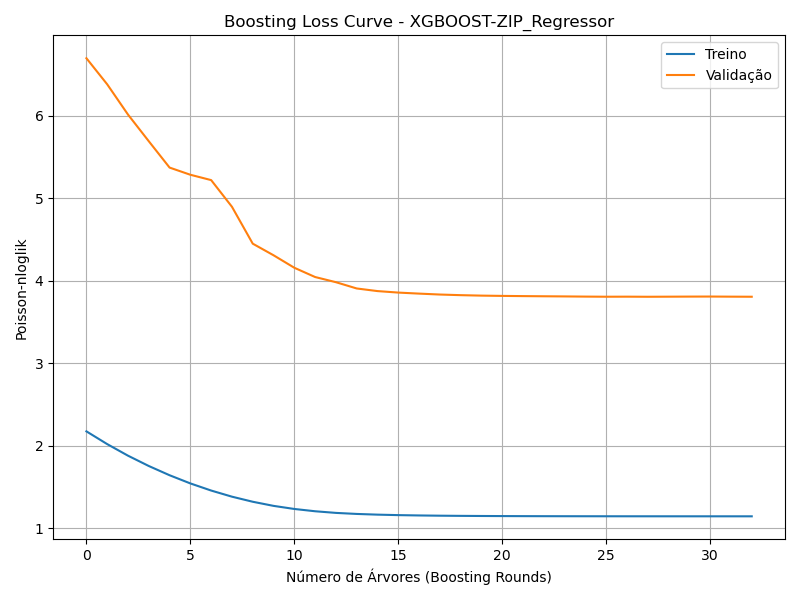 Boosting Loss Curve - XGBOOST-ZIP_Regressor
Treino
Validação
Poisson-nloglik
6
5
4
3
2
1
0 5 10 15 20 25 30
Número de Árvores (Boosting Rounds)